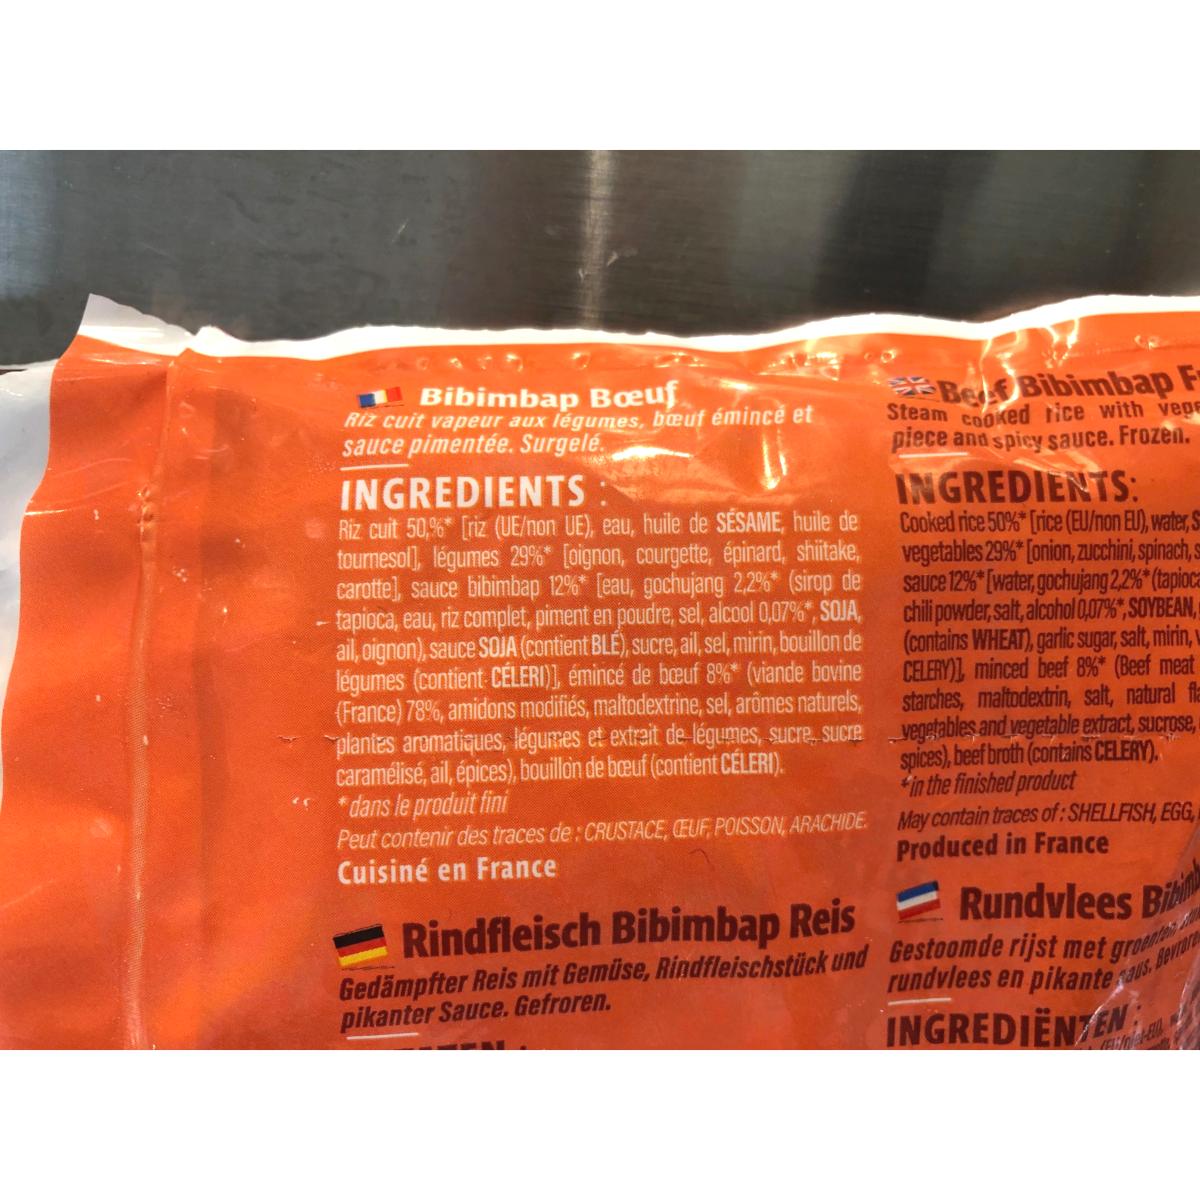 Bibimbap Bœuf
Riz cuit vapeur aux légumes, bœuf émincé et
sauce pimentée. Surgelé.
INGREDIENTS :
Riz cuit 50,%* [riz (UE/non UE), eau, huile de SÉSAME, huile de
tournesol], légumes 29%* [oignon, courgette, épinard, shiitake,
carotte], sauce bibimbap 12%* [eau, gochujang 2,2%* (sirop de
tapioca, eau, riz complet, piment en poudre, sel, alcool 0,07%*, SOJA,
ail, oignon), sauce SOJA (contient BLÉ), sucre, ail, sel, mirin, bouillon de
légumes (contient CÉLERI)], émincé de bœuf 8%* (viande bovine
(France) 78%, amidons modifiés, maltodextrine, sel, arômes naturels,
plantes aromatiques, légumes et extrait de légumes, sucre, sucre
caramélisé, ail, épices), bouillon de bœuf (contient CÉLERI).
*dans le produit fini
Peut contenir des traces de : CRUSTACE, ŒUF, POISSON, ARACHIDE.
Cuisiné en France
Rindfleisch Bibimbap Reis
Gedämpfter Reis mit Gemüse, Rindfleischstück und
pikanter Sauce. Gefroren.
Beef Bibimbap
Steam cooked rice with
piece and spicy sauce. Frozen.
INGREDIENTS:
Cooked rice 50%* [rice (EU/non EU), water,
vegetables 29%* [onion, zucchini, spinach,
sauce 12%* [water, gochujang 2,2%* (tapioca
chili powder, salt, alcohol 0,07%*, SOYBEAN,
(contains WHEAT), garlic sugar, salt, mirin,
CELERY)], minced beef 8%* (Beef meat
starches, maltodextrin, salt, natural
vegetables and vegetable extract, sucrose,
spices), beef broth (contains CELERY).
*in the finished product
May contain traces of : SHELLFISH, EGG,
Produced in France
Rundvlees
Gestoomde rijst met groenten,
rundvlees en pikante saus.
INGREDIËNTEN :